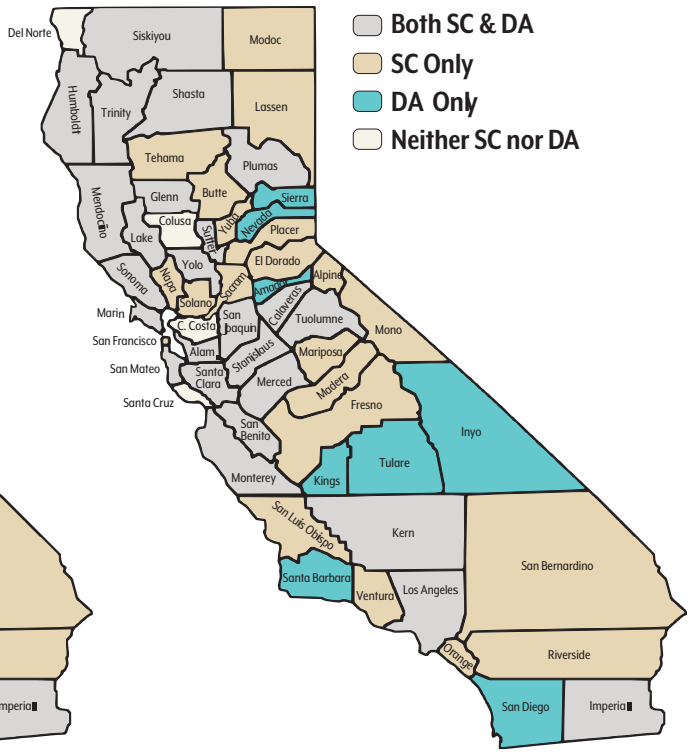 Both SC & DA
SC Only
DA Only
Neither SC nor DA
Del Norte
Siskiyou
Modoc
Humboldt
Trinity
Shasta
Lassen
Tehama
Plumas
Mendocino
Glenn
Butte
Sierra
Colusa
Lake
Sutter
Yuba
Nevada
Placer
Sonoma
Napa
Yolo
El Dorado
Sacram
Amador
Alpine
Solano
Marin
C. Costa
San
Joaquin
Calaveras
Tuolumne
Mono
San Francisco
Alam
Stanislaus
Mariposa
San Mateo
Santa
Clara
Merced
Madera
Santa Cruz
Fresno
San
Benito
Inyo
Monterey
Kings
Tulare
San Luis Obispo
Kern
San Bernardino
Santa Barbara
Ventura
Los Angeles
Orange
Riverside
San Diego
Imperia
mperia